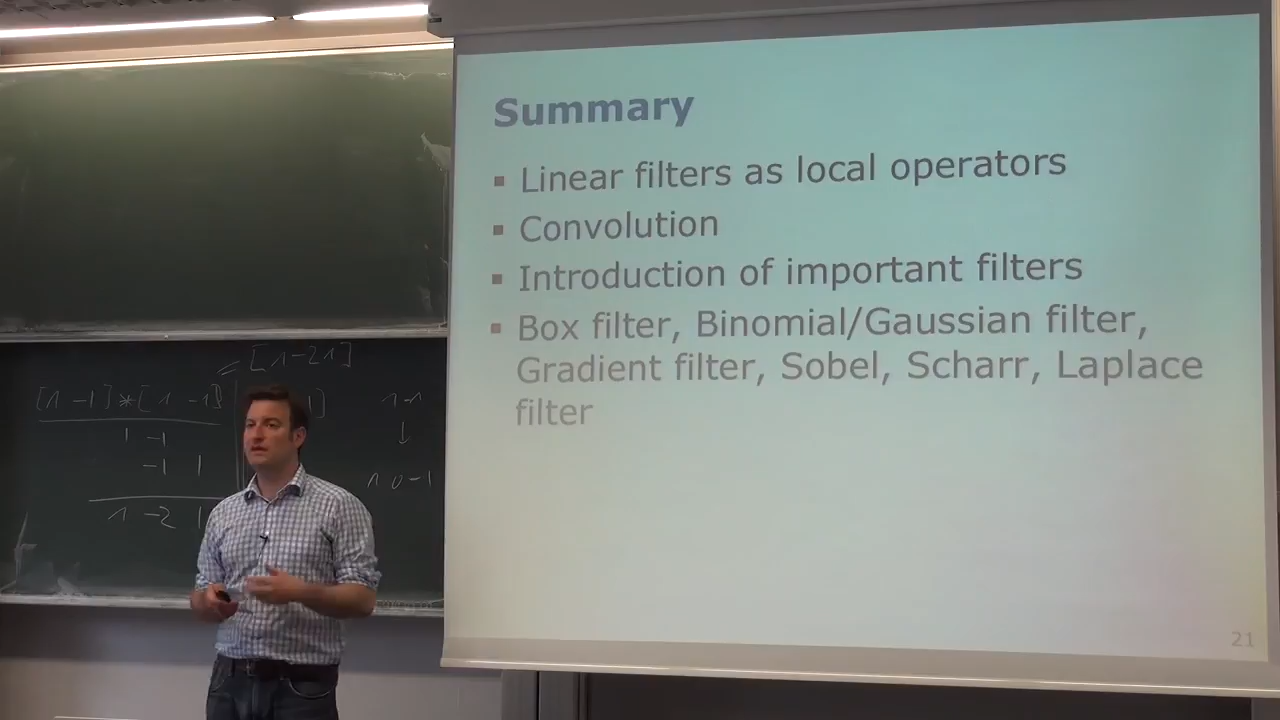 Summary
Linear filters as local operators
Convolution
Introduction of important filters
Box filter, Binomial/Gaussian filter,
Gradient filter, Sobel, Scharr, Laplace
filter
21
= [1 -2 1]
[1 -1] * [1 -1]
1 -1
-1 1
1 -2 1
1 -1
↓
1 0 -1